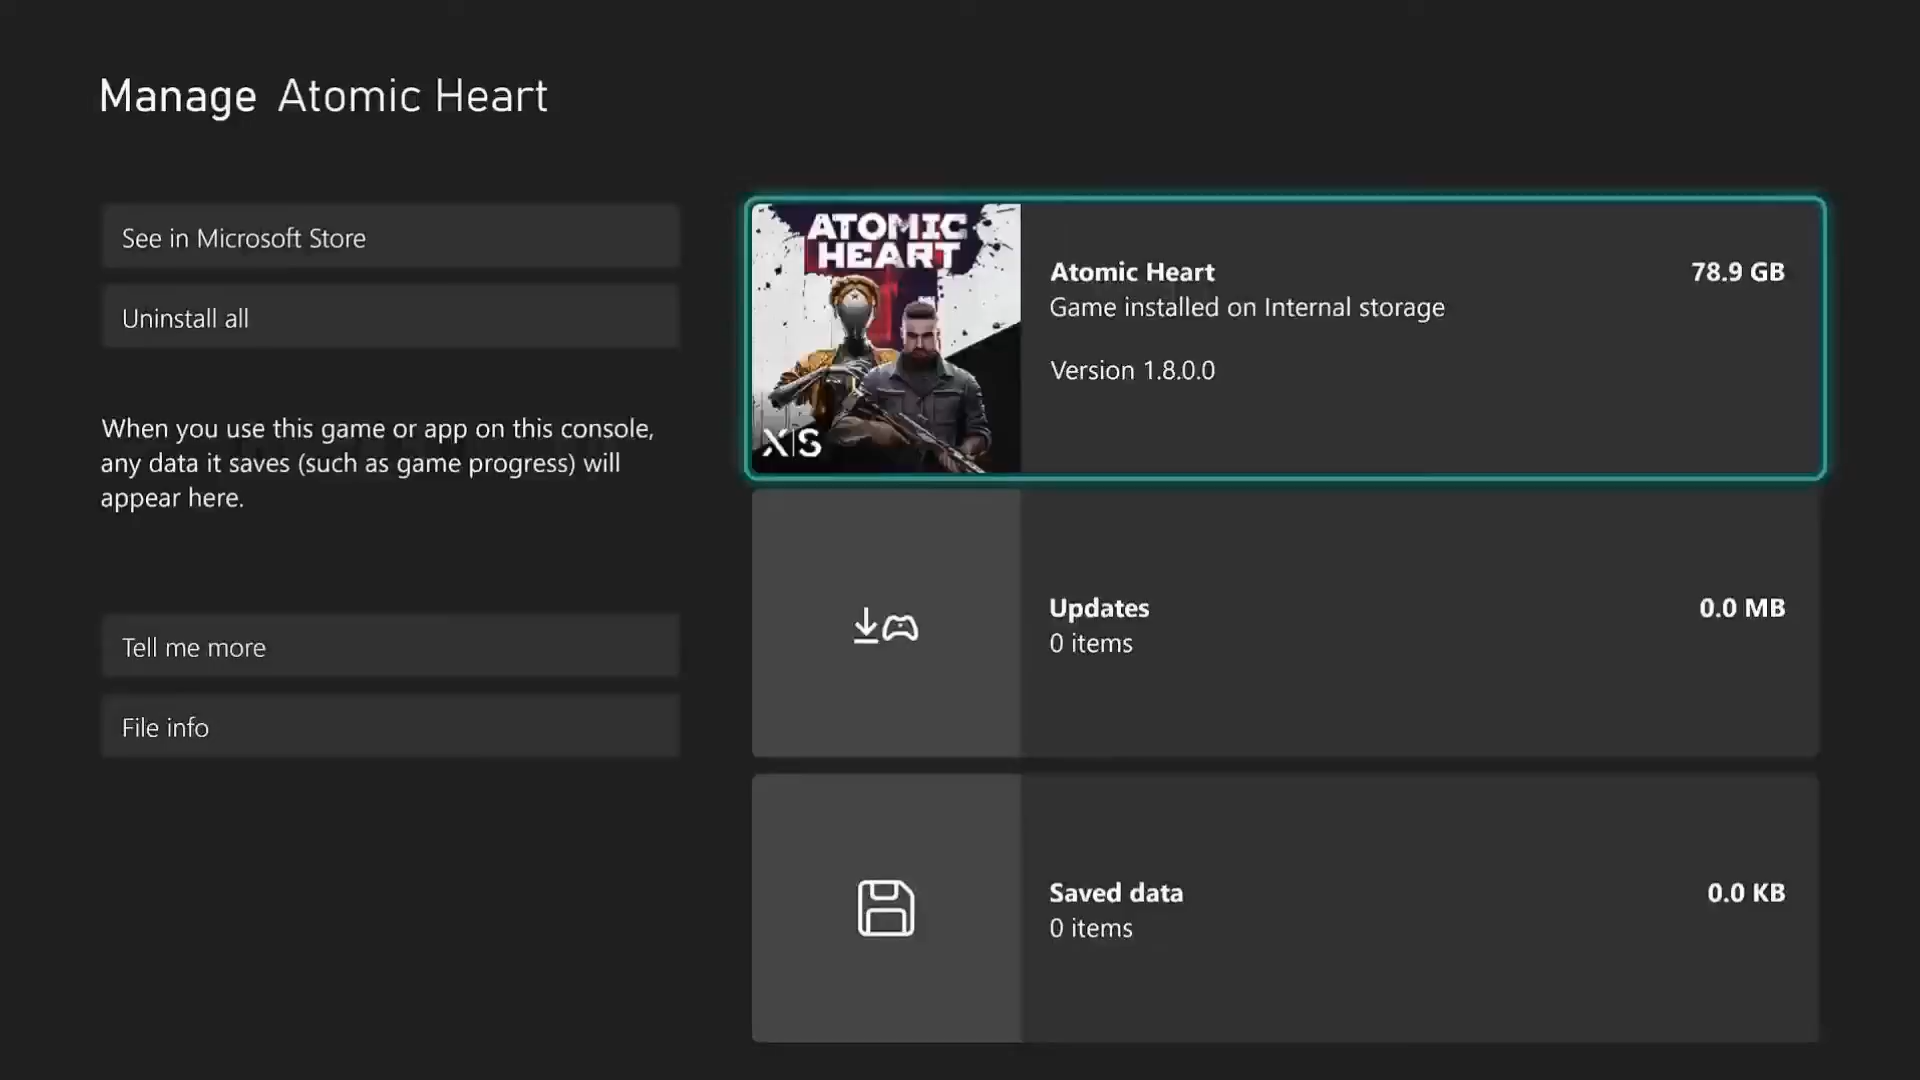 Manage Atomic Heart
See in Microsoft Store
Uninstall all
When you use this game or app on this console,
any data it saves (such as game progress) will
appear here.
Tell me more
File info
ATOMIC
HEART
X|S
Atomic Heart
78.9 GB
Game installed on Internal storage
Version 1.8.0.0
Updates
0.0 MB
0 items
Saved data
0.0 KB
0 items